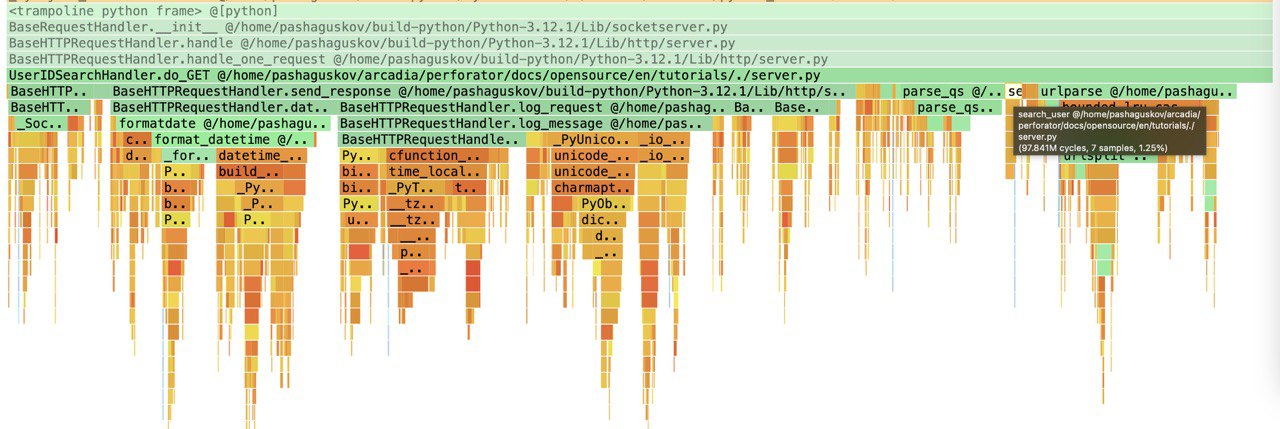 <trampoline python frame> @[python]
BaseRequestHandler.__init__ @/home/pashaguskov/build-python/Python-3.12.1/Lib/socketserver.py
BaseHTTPRequestHandler.handle @/home/pashaguskov/build-python/Python-3.12.1/Lib/http/server.py
BaseHTTPRequestHandler.handle_one_request @/home/pashaguskov/build-python/Python-3.12.1/Lib/http/server.py
UserIDSearchHandler.do_GET @/home/pashaguskov/arcadia/perforator/docs/opensource/en/tutorials/./server.py
BaseHTTP.. BaseHTTPRequestHandler.send_response @/home/pashaguskov/build-python/Python-3.12.1/Lib/http/s.. parse_qs @/.. se urlparse @/home/pashagu..
BaseHTT.. BaseHTTPRequestHandler.dat.. BaseHTTPRequestHandler.log_request @/home/pashag.. Ba.. Base.. parse_qs..
_Soc.. formatdate @/home/pashagu.. BaseHTTPRequestHandler.log_message @/home/pas..
c.. format_datetime @/.. BaseHTTPRequestHandle.. _PyUnico.. _io_..
d.. _for.. datetime_.. Py.. cfunction_.. unicode_.. _io_.. urlsplit ..
P.. build_.. bi.. time_local.. unicode_..
b.. _Py.. bi.. _PyT.. t.. charmapt..
b.. _P.. Py.. __tz.. PyOb..
P.. P.. u.. __tz.. dic..
__.. d..
p.. _..
_..
search_user @/home/pashaguskov/arcadia/
perforator/docs/opensource/en/tutorials/./
server.py
(97.841M cycles, 7 samples, 1.25%)